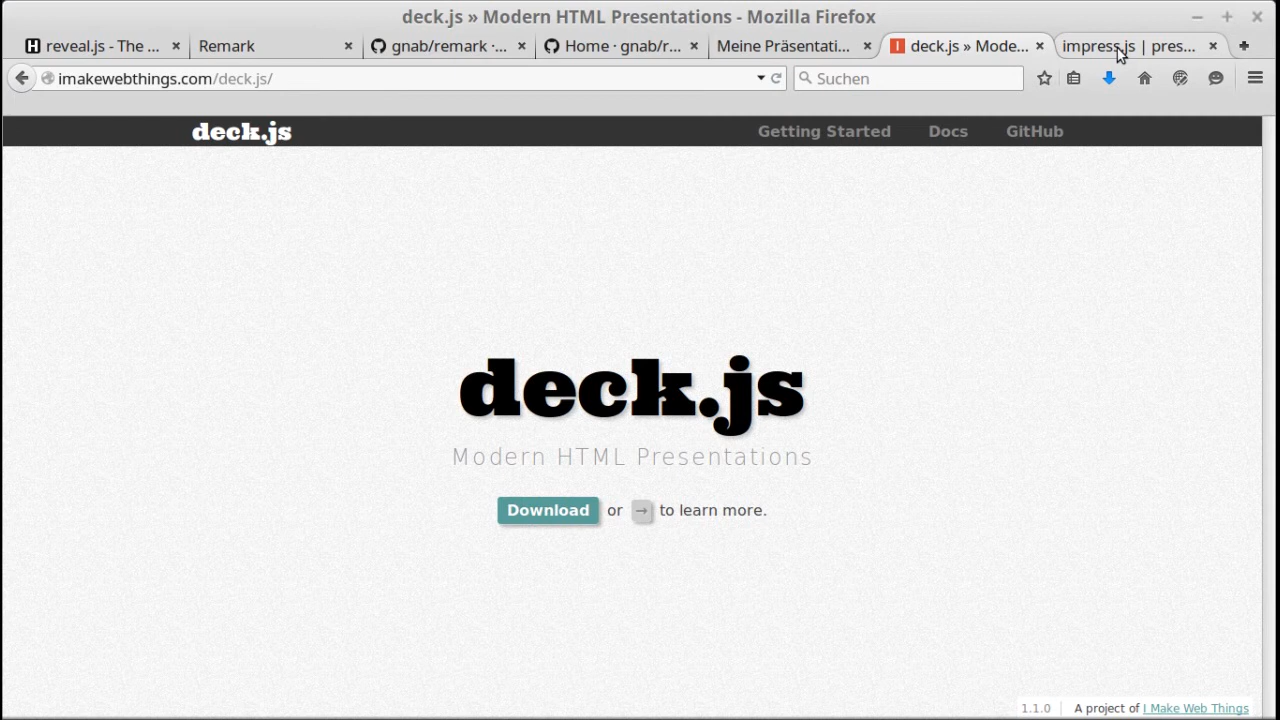 deck.js » Modern HTML Presentations - Mozilla Firefox
H reveal.js - The ... Remark gnab/remark ·... Home · gnab/r... Meine Präsentati... I deck.js » Mode... impress.js | pres...
imakewebthings.com/deck.js/ Suchen
deck.js Getting Started Docs GitHub
deck.js
Modern HTML Presentations
Download or → to learn more.
1.1.0 A project of I Make Web Things